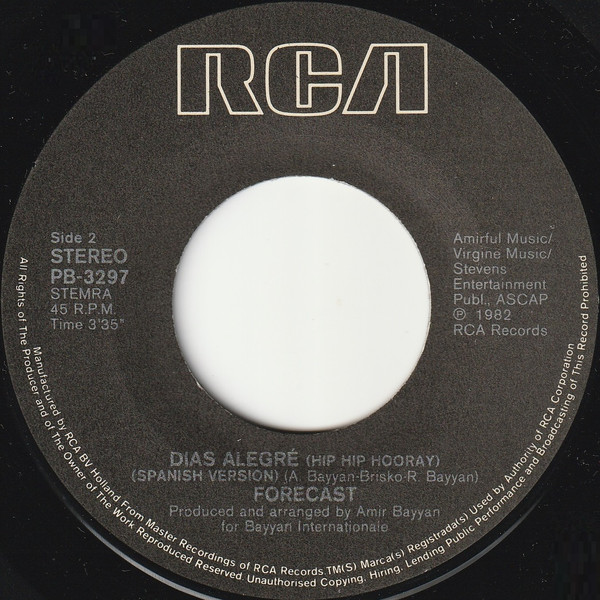 RCA
Side 2
STEREO
PB-3297
STEMRA
45 R.P.M.
Time 3'35"
Amirful Music/
Virgine Music/
Stevens
Entertainment
Publ., ASCAP
℗ 1982
RCA Records
DIAS ALEGRÉ (HIP HIP HOORAY)
(SPANISH VERSION) (A. Bayyan-Brisko-R. Bayyan)
FORECAST
Produced and arranged by Amir Bayyan
for Bayyan Internationale
Manufactured by RCA BV Holland From Master Recordings of RCA Records.TM(S) Marca(s) Registrada(s) Used by Authority of RCA Corporation
All Rights of The Producer and of The Owner of The Work Reproduced Reserved. Unauthorised Copying, Hiring, Lending Public Performance and Broadcasting of This Record Prohibited